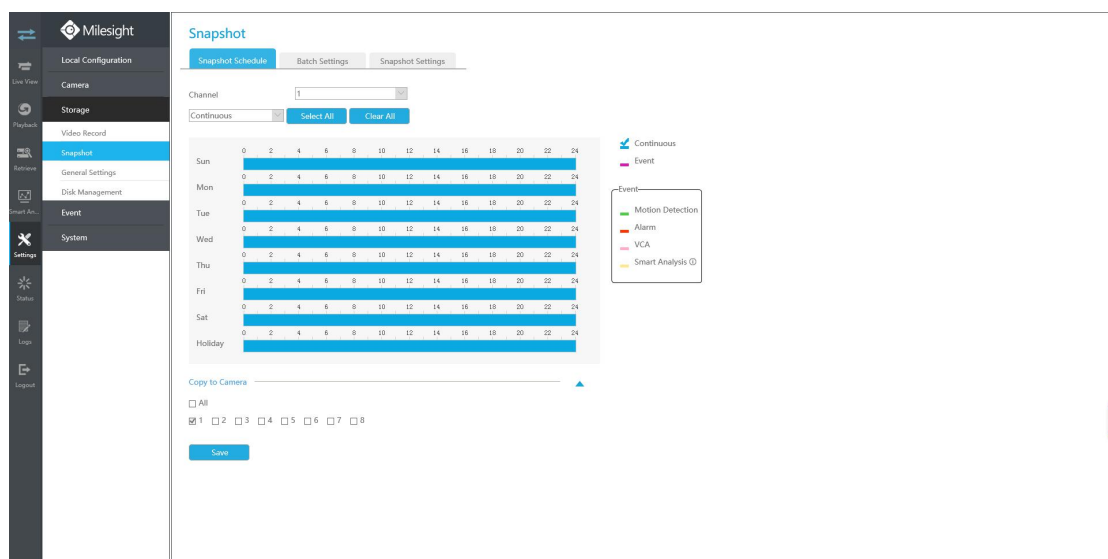 Milesight
Local Configuration
Camera
Storage
Video Record
Snapshot
General Settings
Disk Management
Event
System
Live View
Playback
Retrieve
Smart An...
Settings
Status
Logs
Logout
Snapshot
Snapshot Schedule Batch Settings Snapshot Settings
Channel 1
Continuous Select All Clear All
0 2 4 6 8 10 12 14 16 18 20 22 24
Sun
0 2 4 6 8 10 12 14 16 18 20 22 24
Mon
0 2 4 6 8 10 12 14 16 18 20 22 24
Tue
0 2 4 6 8 10 12 14 16 18 20 22 24
Wed
0 2 4 6 8 10 12 14 16 18 20 22 24
Thu
0 2 4 6 8 10 12 14 16 18 20 22 24
Fri
0 2 4 6 8 10 12 14 16 18 20 22 24
Sat
0 2 4 6 8 10 12 14 16 18 20 22 24
Holiday
Continuous
Event
Event
Motion Detection
Alarm
VCA
Smart Analysis
Copy to Camera
All
1 2 3 4 5 6 7 8
Save